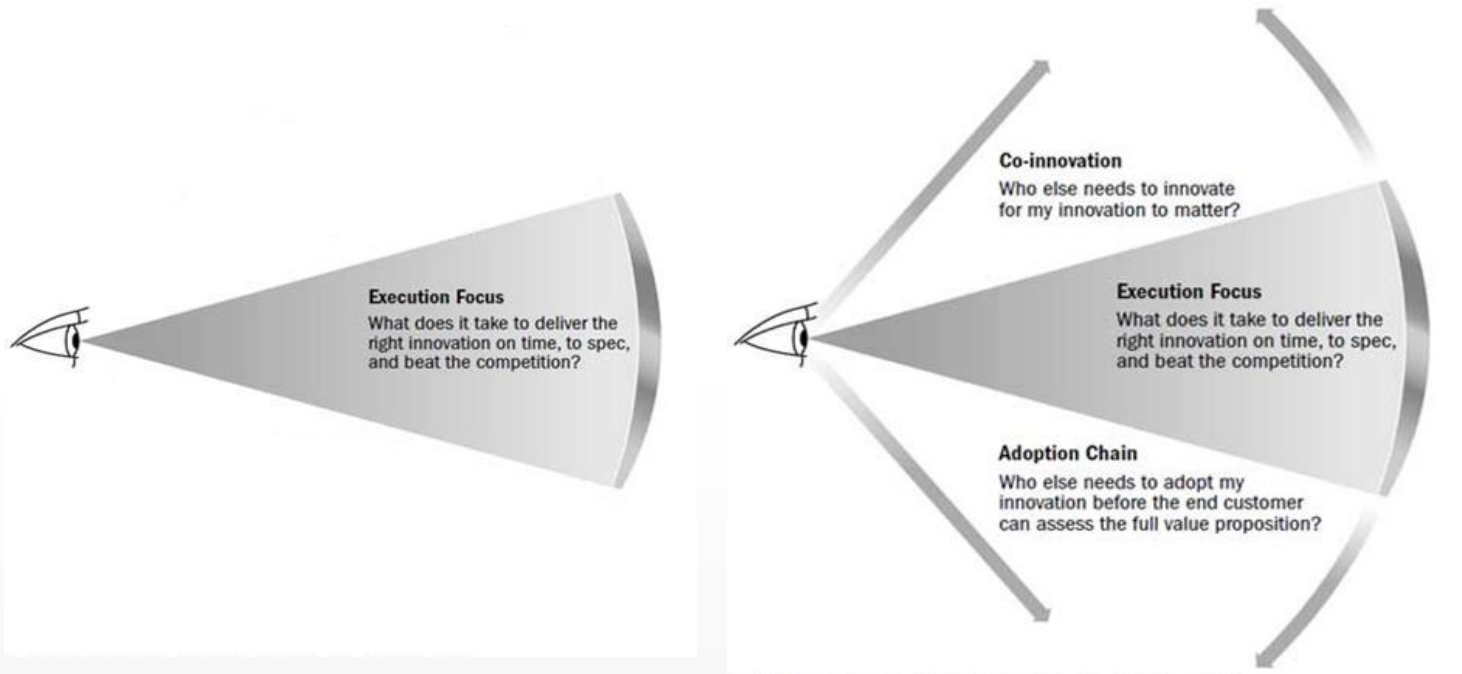 Execution Focus
What does it take to deliver the
right innovation on time, to spec,
and beat the competition?
Co-innovation
Who else needs to innovate
for my innovation to matter?
Execution Focus
What does it take to deliver the
right innovation on time, to spec,
and beat the competition?
Adoption Chain
Who else needs to adopt my
innovation before the end customer
can assess the full value proposition?